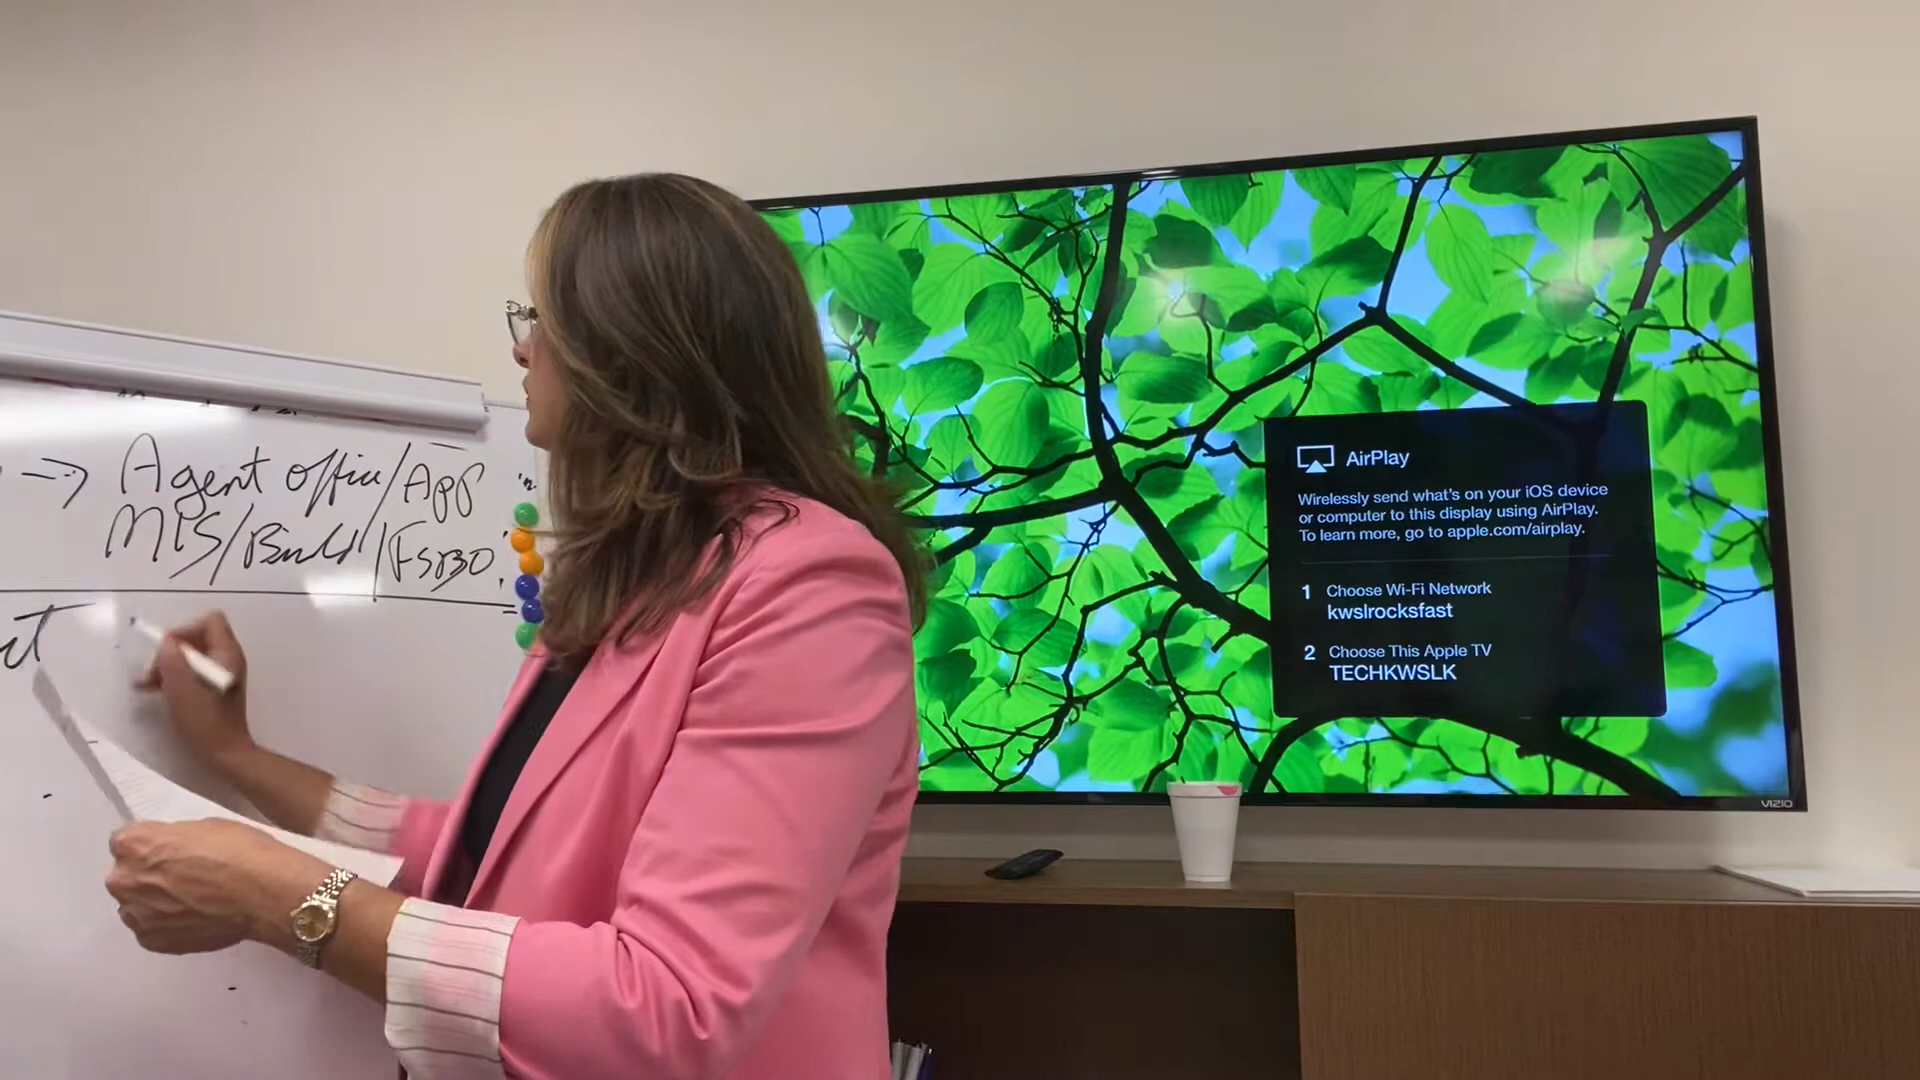 → Agent office/App
MLS/Build/FSBO
AirPlay
Wirelessly send what's on your iOS device
or computer to this display using AirPlay.
To learn more, go to apple.com/airplay.
1 Choose Wi-Fi Network
kwslrocksfast
2 Choose This Apple TV
TECHKWSLK
VIZIO